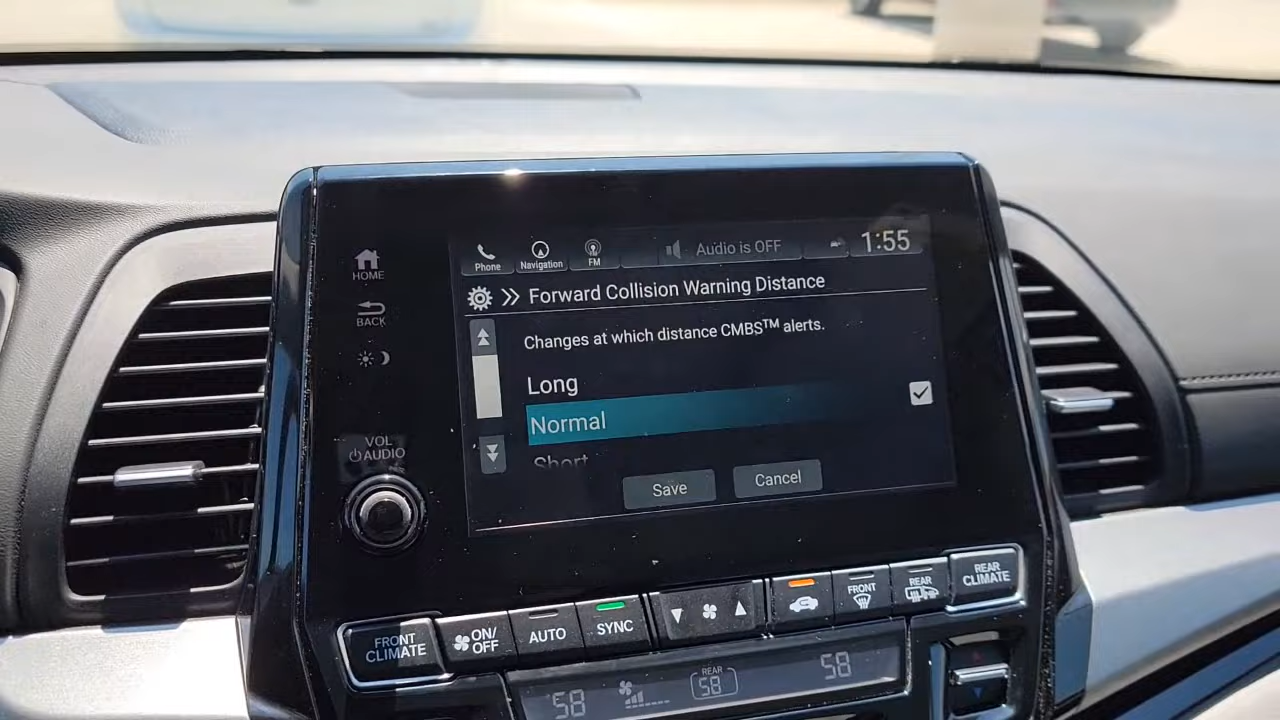 HOME
BACK
VOL
AUDIO
Phone
Navigation
FM
Audio is OFF
1:55
Forward Collision Warning Distance
Changes at which distance CMBS™ alerts.
Long
Normal
Short
Save
Cancel
FRONT CLIMATE
ON/OFF
AUTO
SYNC
FRONT
REAR
REAR CLIMATE
58
REAR
58
58